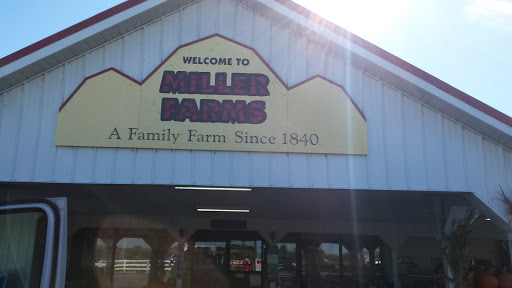 WELCOME TO
MILLER
FARMS
A Family Farm Since 1840